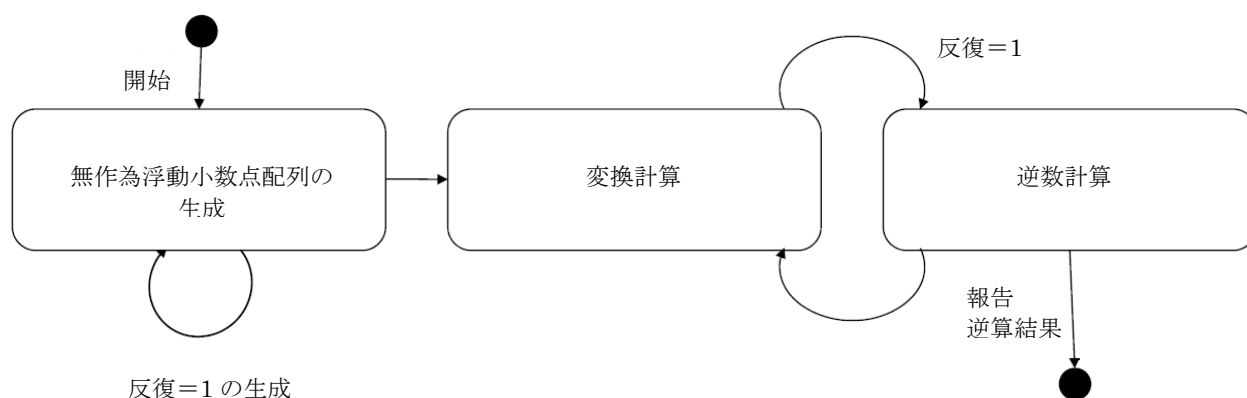 開始
反復＝1
無作為浮動小数点配列の
生成
変換計算
逆数計算
報告
逆算結果
反復＝1 の生成